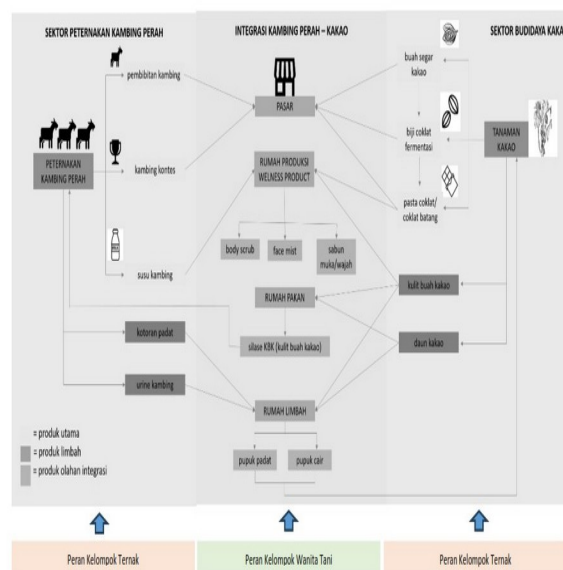 SEKTOR PETERNAKAN KAMBING PERAH
INTEGRASI KAMBING PERAH – KAKAO
SEKTOR BUDIDAYA KAKA
pembibitan kambing
PASAR
buah segar
kakao
PETERNAKAN
KAMBING PERAH
kambing kontes
RUMAH PRODUKSI
WELNESS PRODUCT
biji coklat
fermentasi
TANAMAN
KAKAO
pasta coklat/
coklat batang
body scrub
face mist
sabun
muka/wajah
susu kambing
RUMAH PAKAN
kulit buah kakao
kotoran padat
silase KBK (kulit buah kakao)
daun kakao
urine kambing
RUMAH LIMBAH
= produk utama
= produk limbah
= produk olahan integrasi
pupuk padat
pupuk cair
Peran Kelompok Ternak
Peran Kelompok Wanita Tani
Peran Kelompok Ternak